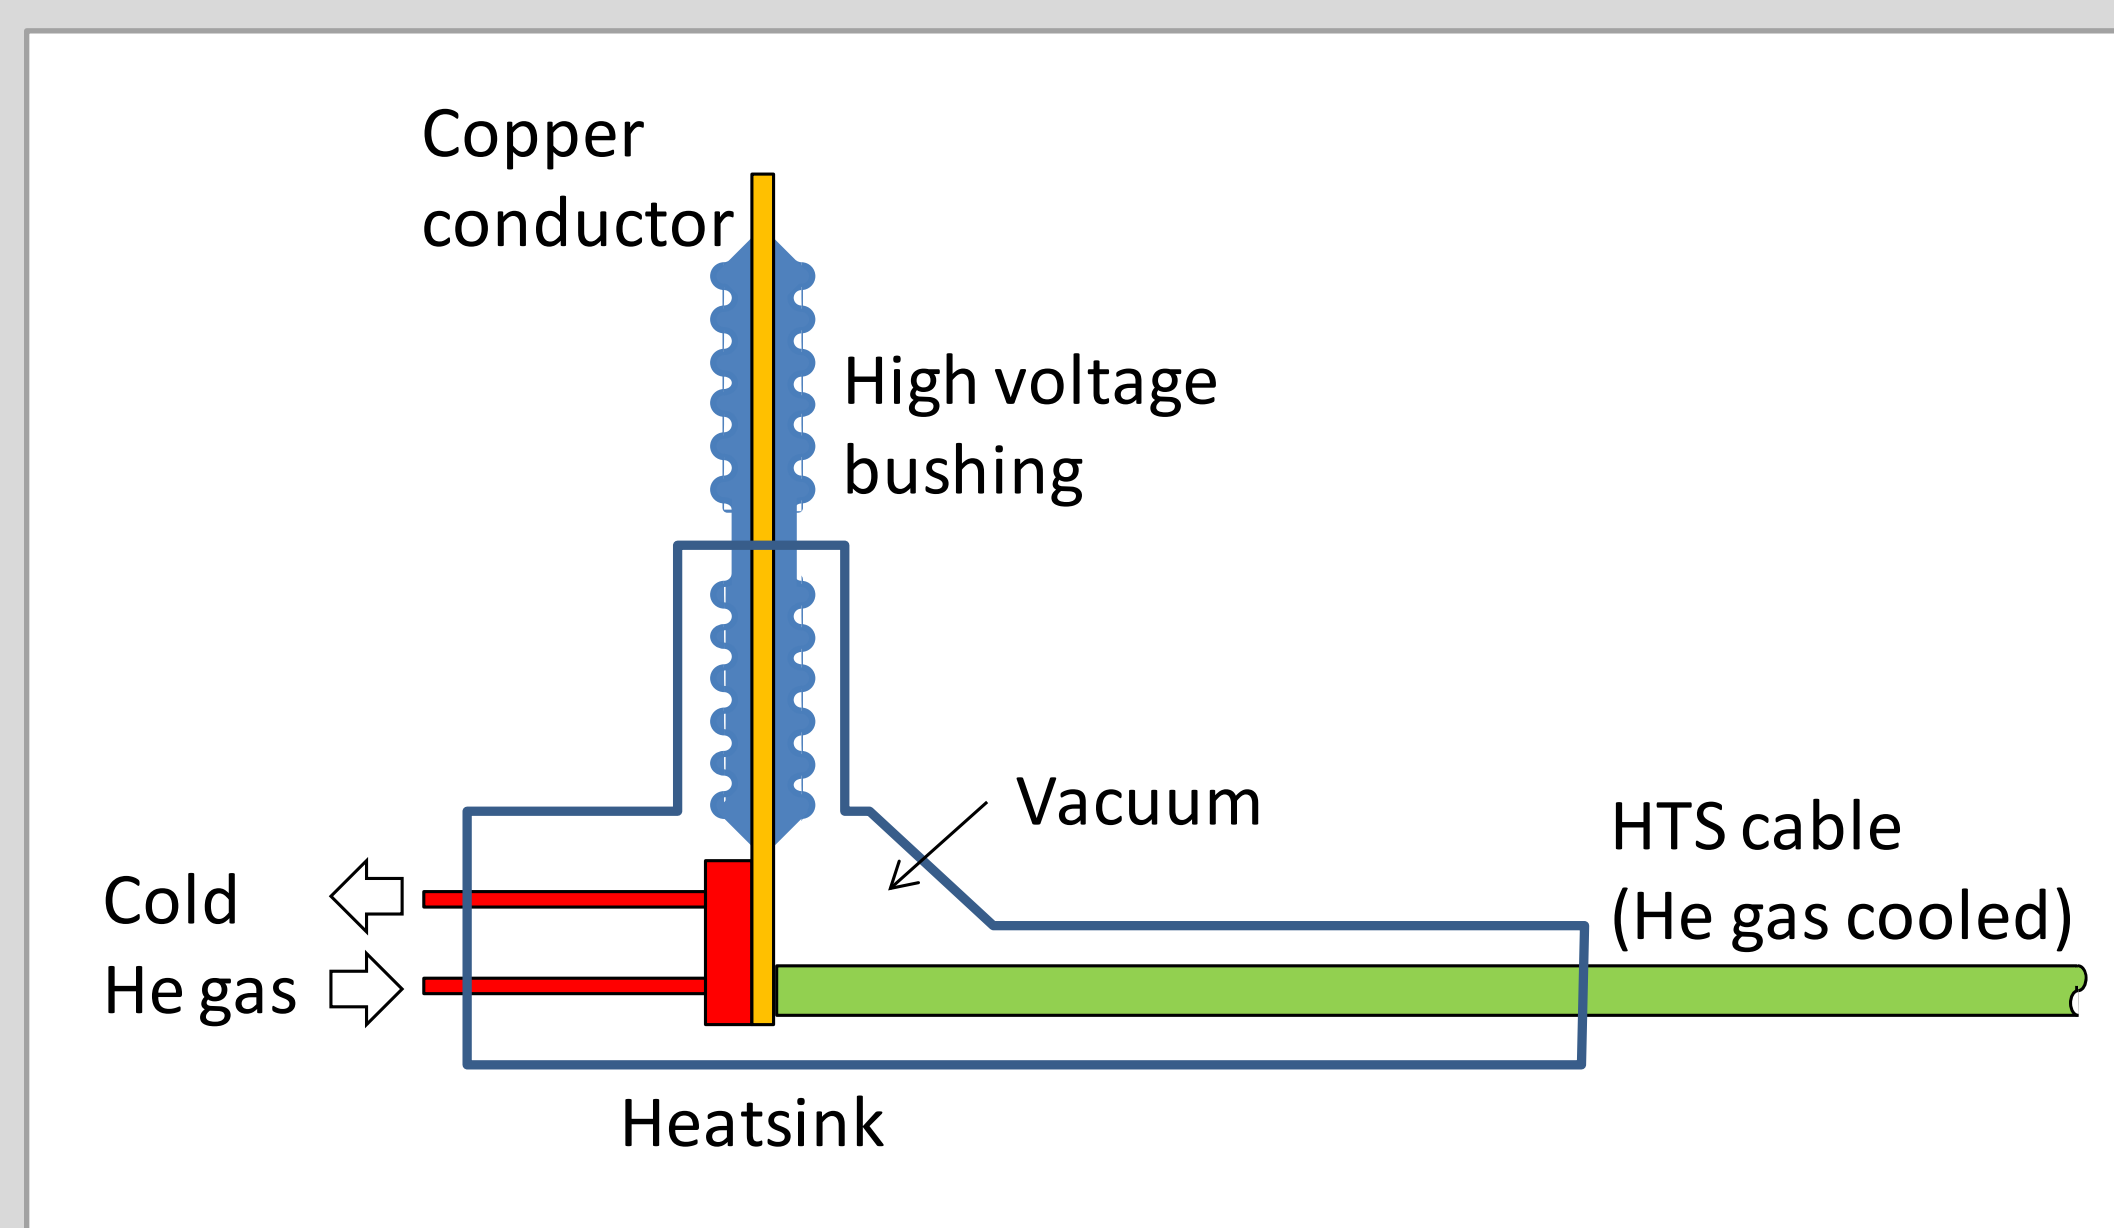 Copper
conductor
High voltage
bushing
Vacuum
HTS cable
(He gas cooled)
Cold
He gas
Heatsink